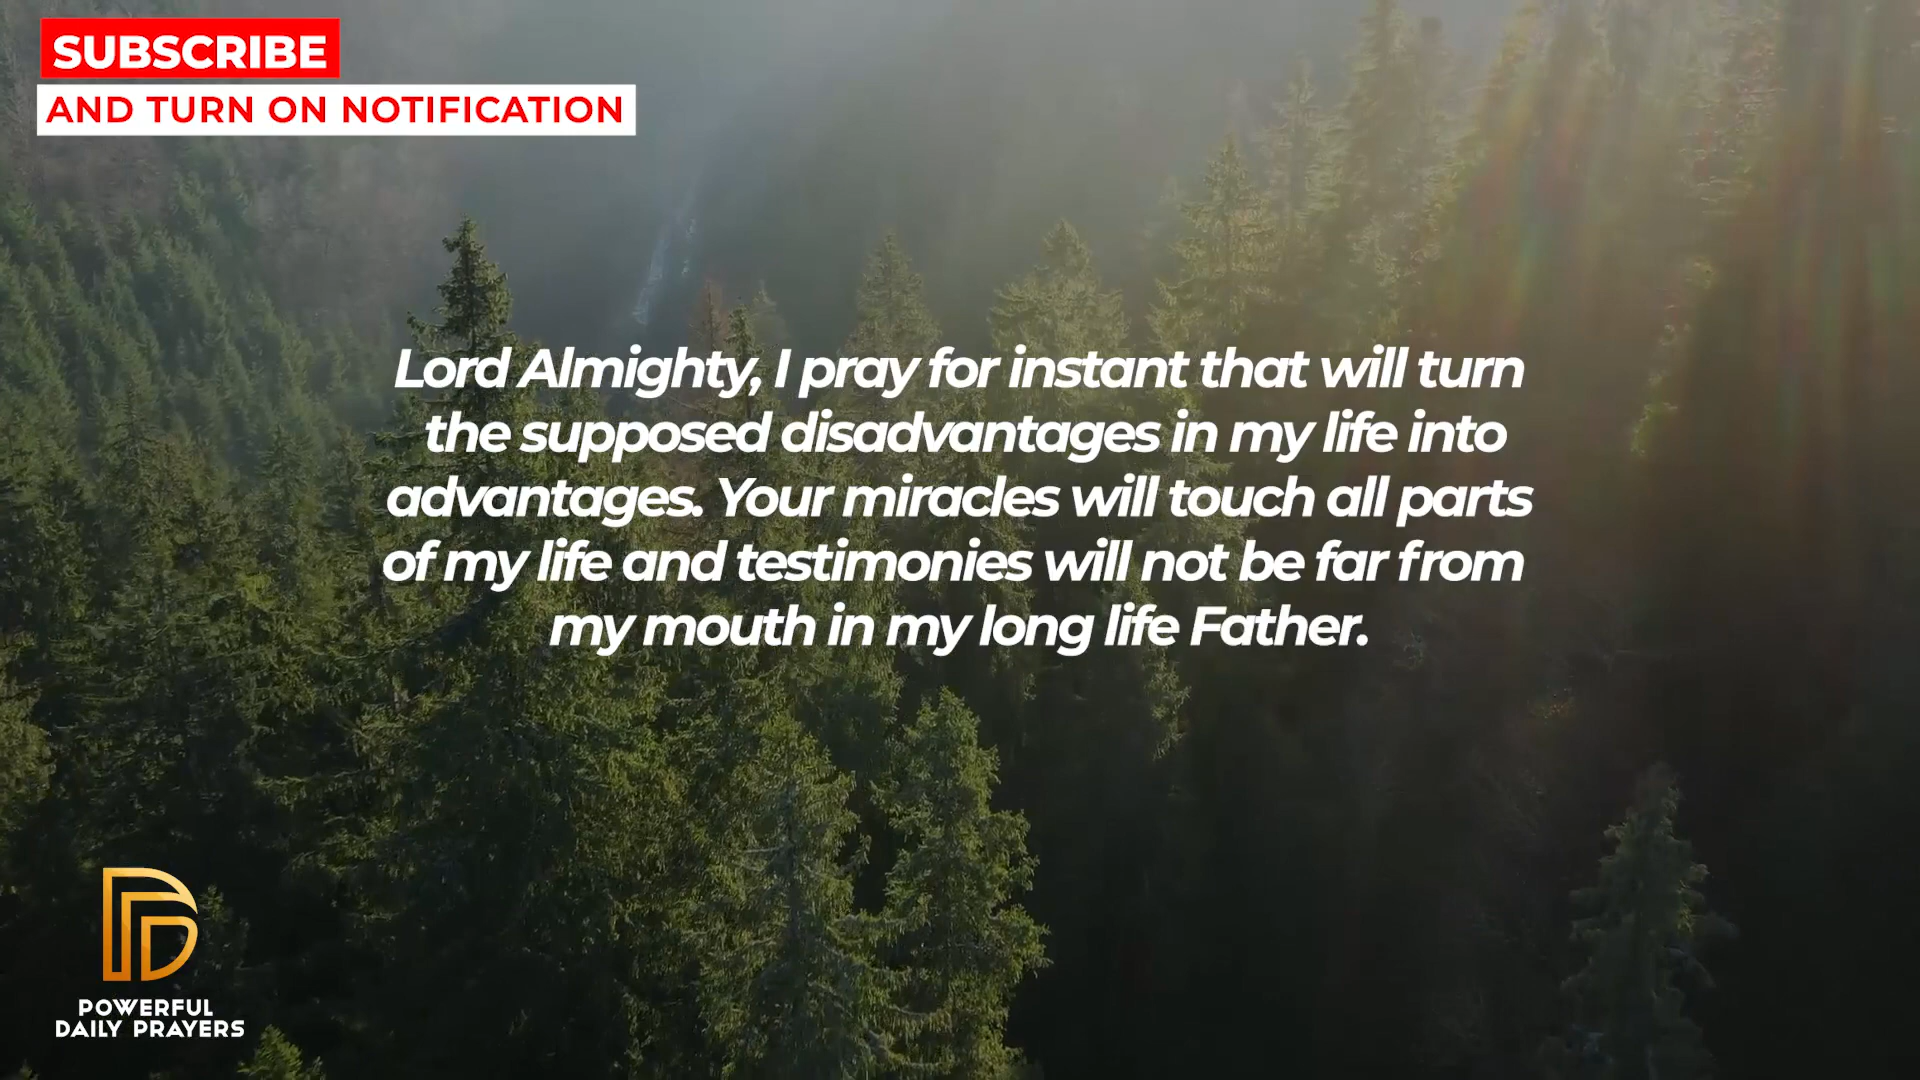 SUBSCRIBE
AND TURN ON NOTIFICATION
Lord Almighty, I pray for instant that will turn
the supposed disadvantages in my life into
advantages. Your miracles will touch all parts
of my life and testimonies will not be far from
my mouth in my long life Father.
POWERFUL
DAILY PRAYERS